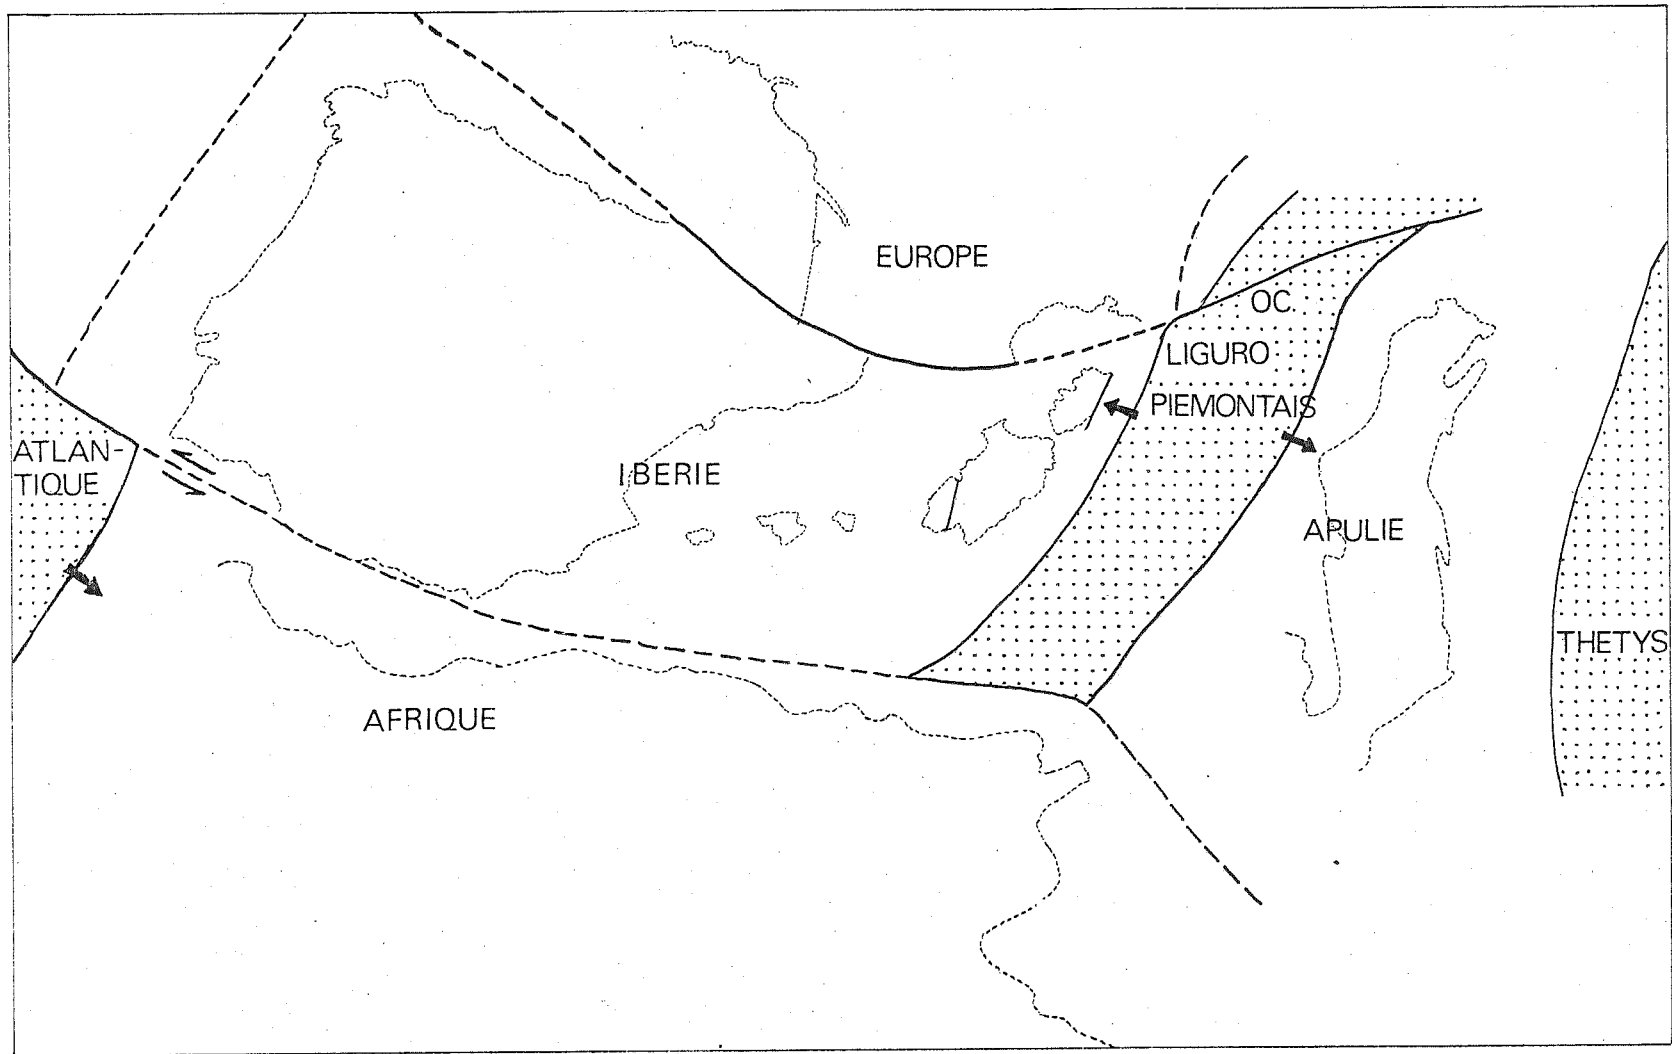 EUROPE
OC.
LIGURO
PIEMONTAIS
ATLAN-
TIQUE
IBERIE
APULIE
THETYS
AFRIQUE